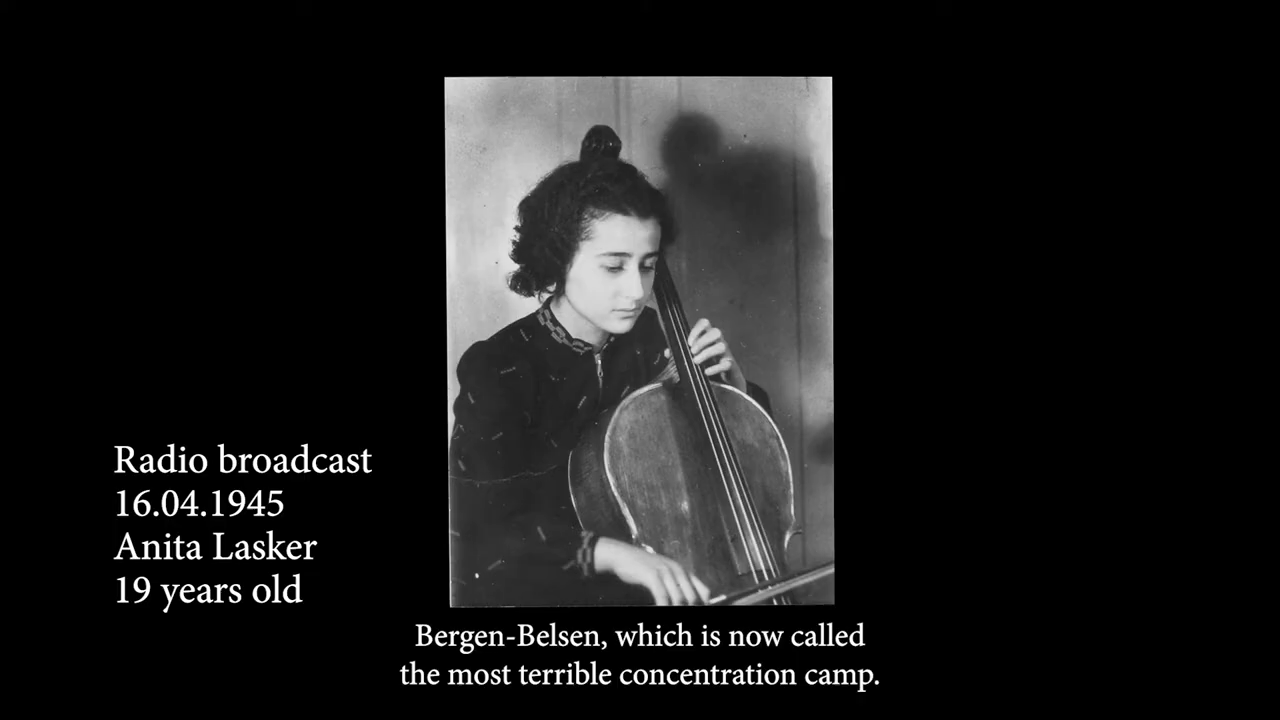 Radio broadcast
16.04.1945
Anita Lasker
19 years old
Bergen-Belsen, which is now called
the most terrible concentration camp.